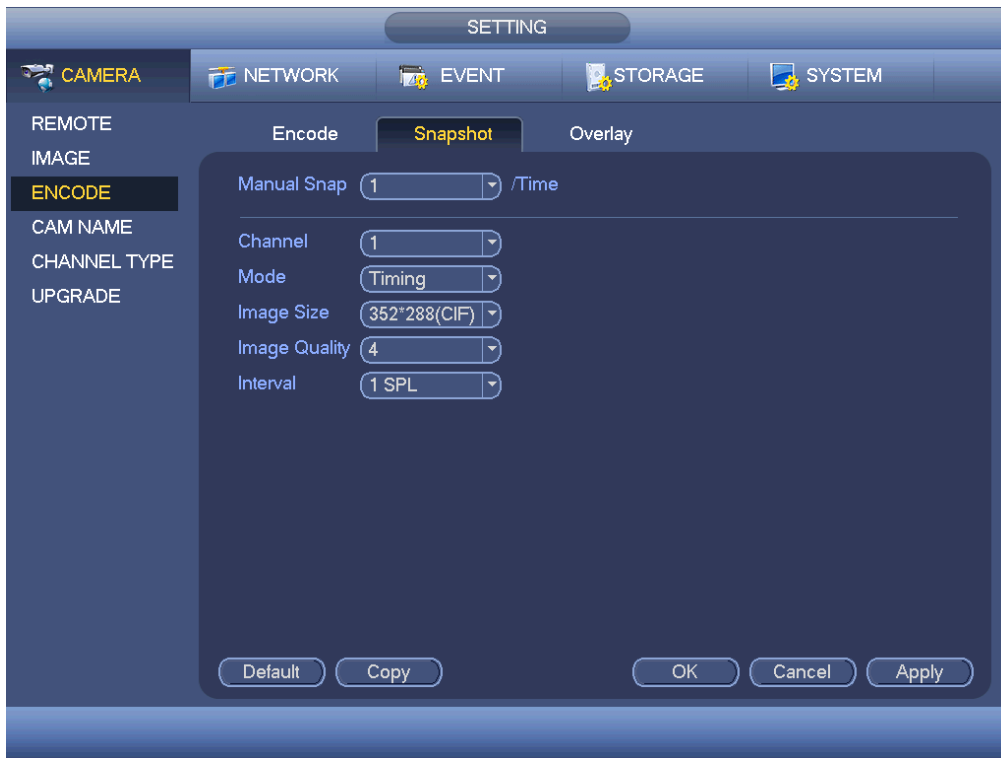 SETTING
CAMERA NETWORK EVENT STORAGE SYSTEM
REMOTE
IMAGE
ENCODE
CAM NAME
CHANNEL TYPE
UPGRADE
Encode Snapshot Overlay
Manual Snap 1 /Time
Channel 1
Mode Timing
Image Size 352*288(CIF)
Image Quality 4
Interval 1 SPL
Default Copy OK Cancel Apply